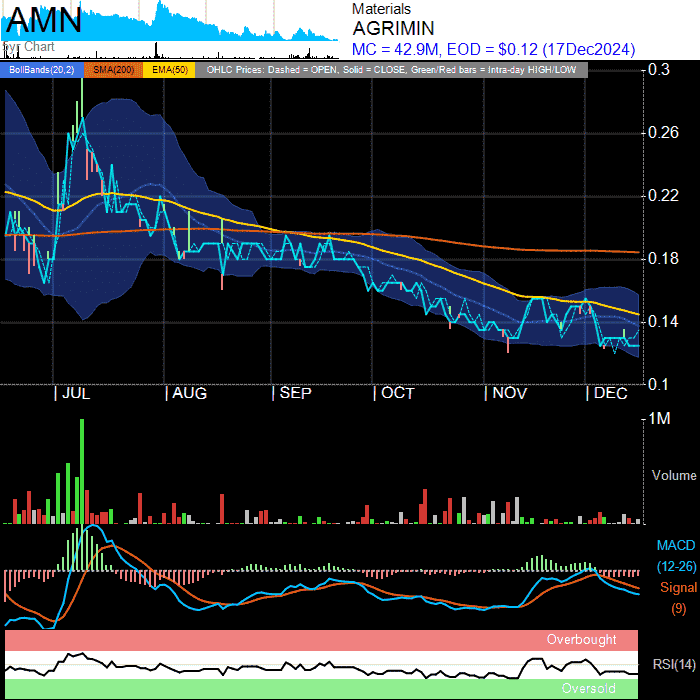 AMN
5yr Chart
Materials
AGRIMIN
MC = 42.9M, EOD = $0.12 (17Dec2024)
BollBands(20,2) SMA(200) EMA(50) OHLC Prices: Dashed = OPEN, Solid = CLOSE, Green/Red bars = Intra-day HIGH/LOW
0.3
0.26
0.22
0.18
0.14
0.1
| JUL | AUG | SEP | OCT | NOV | DEC
1M
Volume
MACD
(12-26)
Signal
(9)
Overbought
RSI(14)
Oversold